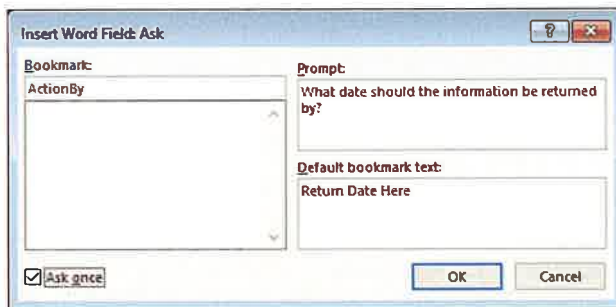 Insert Word Field: Ask
Bookmark:
ActionBy
Prompt:
What date should the information be returned
by?
Default bookmark text:
Return Date Here
Ask once
OK
Cancel